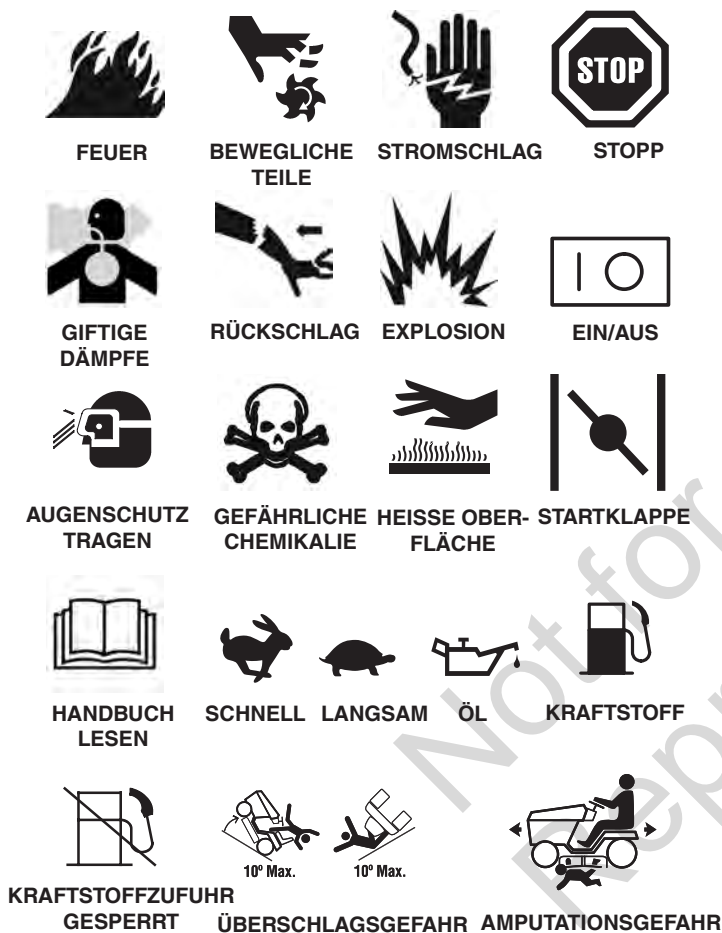 STOP
FEUER
BEWEGLICHE
TEILE
STROMSCHLAG
STOPP
GIFTIGE
DÄMPFE
RÜCKSCHLAG
EXPLOSION
EIN/AUS
AUGENSCHUTZ
TRAGEN
GEFÄHRLICHE
CHEMIKALIE
HEISSE OBER-
FLÄCHE
STARTKLAPPE
HANDBUCH
LESEN
SCHNELL
LANGSAM
ÖL
KRAFTSTOFF
10º Max.
10º Max.
KRAFTSTOFFZUFUHR
GESPERRT
ÜBERSCHLAGSGEFAHR
AMPUTATIONSGEFAHR
Not for